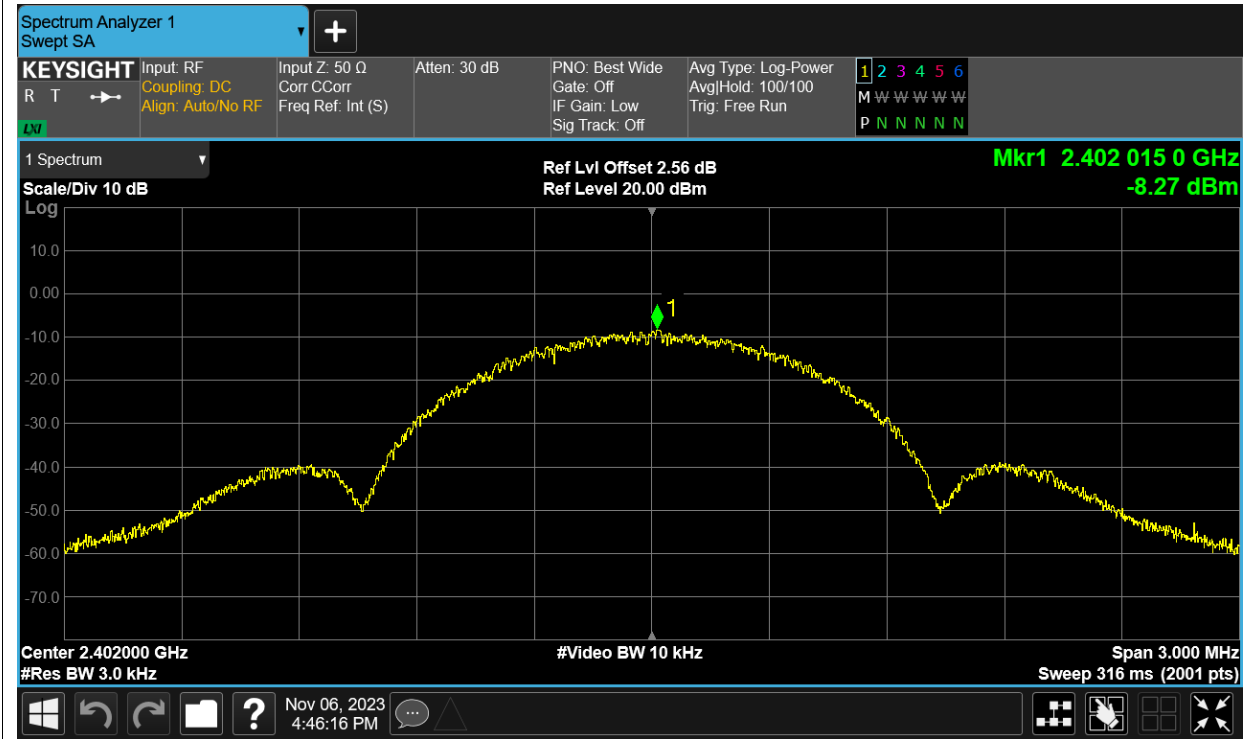 Spectrum Analyzer 1
Swept SA
KEYSIGHT
R T
LXI
Input: RF
Coupling: DC
Align: Auto/No RF
Input Z: 50 Ω
Corr CCorr
Freq Ref: Int (S)
Atten: 30 dB
PNO: Best Wide
Gate: Off
IF Gain: Low
Sig Track: Off
Avg Type: Log-Power
Avg|Hold: 100/100
Trig: Free Run
1 2 3 4 5 6
M W W W W W
P N N N N N
1 Spectrum
Scale/Div 10 dB
Log
Ref Lvl Offset 2.56 dB
Ref Level 20.00 dBm
Mkr1 2.402 015 0 GHz
-8.27 dBm
10.0
0.00
1
-10.0
-20.0
-30.0
-40.0
-50.0
-60.0
-70.0
Center 2.402000 GHz
#Video BW 10 kHz
Span 3.000 MHz
#Res BW 3.0 kHz
Sweep 316 ms (2001 pts)
?
Nov 06, 2023
4:46:16 PM